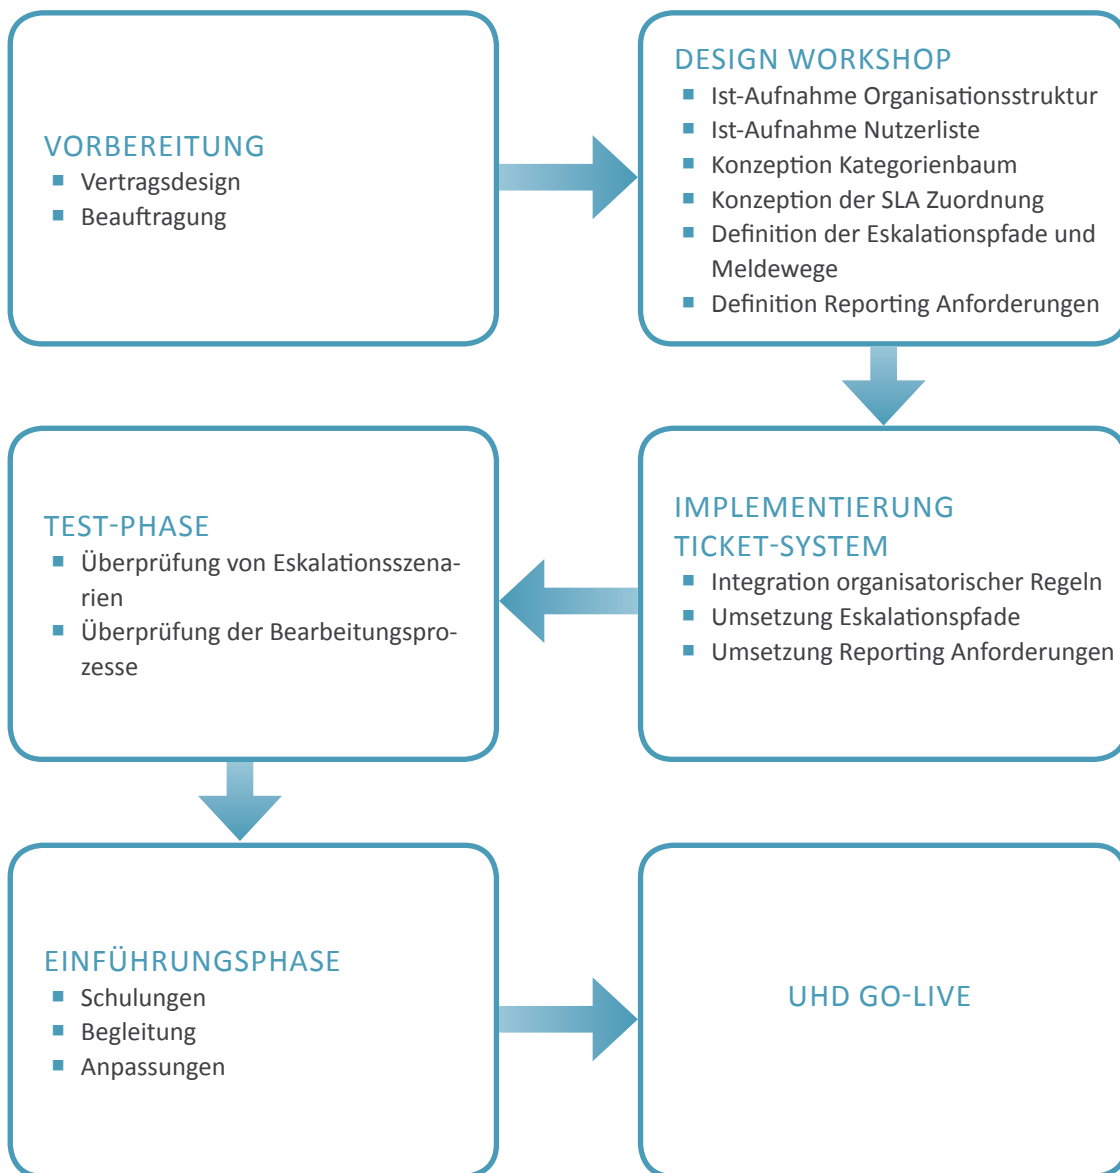 VORBEREITUNG
Vertragsdesign
Beauftragung
DESIGN WORKSHOP
Ist-Aufnahme Organisationsstruktur
Ist-Aufnahme Nutzerliste
Konzeption Kategorienbaum
Konzeption der SLA Zuordnung
Definition der Eskalationspfade und
Meldewege
Definition Reporting Anforderungen
IMPLEMENTIERUNG
TICKET-SYSTEM
Integration organisatorischer Regeln
Umsetzung Eskalationspfade
Umsetzung Reporting Anforderungen
TEST-PHASE
Überprüfung von Eskalationsszena-
rien
Überprüfung der Bearbeitungspro-
zesse
EINFÜHRUNGSPHASE
Schulungen
Begleitung
Anpassungen
UHD GO-LIVE